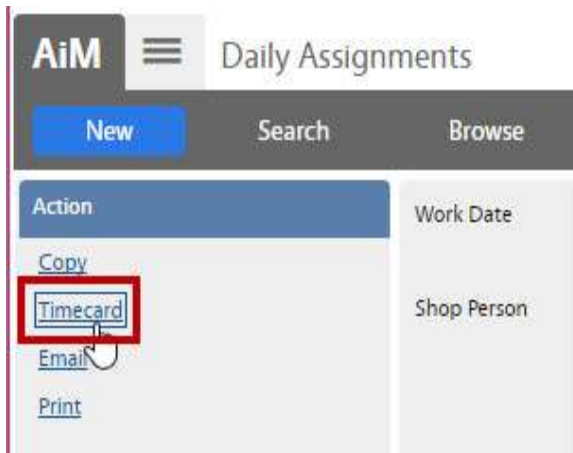 AiM Daily Assignments
New Search Browse
Action
Work Date
Copy
Timecard
Shop Person
Email
Print